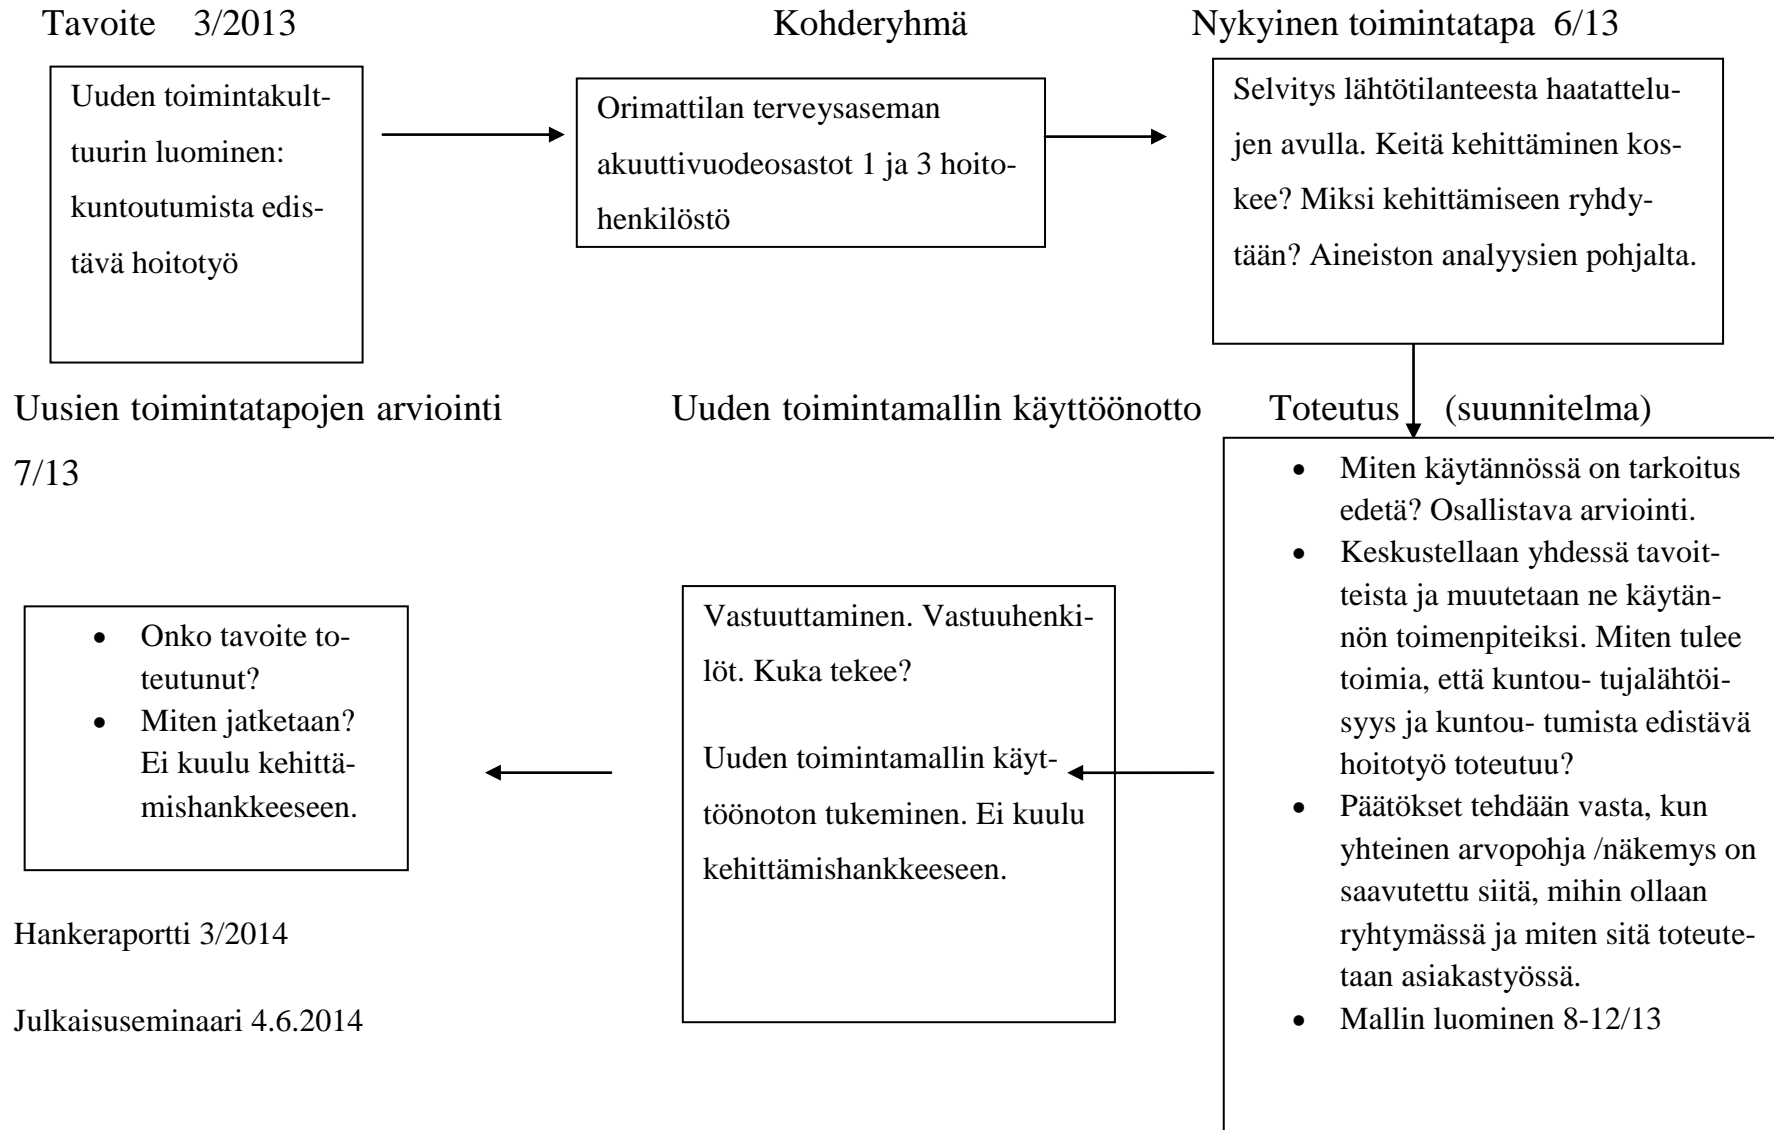 Tavoite 3/2013
Kohderyhmä
Nykyinen toimintatapa 6/13
Uuden toimintakult-
tuurin luominen:
kuntoutumista edis-
tävä hoitotyö
Orimattilan terveysaseman
akuuttivuodeosastot 1 ja 3 hoito-
henkilöstö
Selvitys lähtötilanteesta haatattelu-
jen avulla. Keitä kehittäminen kos-
kee? Miksi kehittämiseen ryhdy-
tään? Aineiston analyysien pohjalta.
Uusien toimintatapojen arviointi
7/13
Uuden toimintamallin käyttöönotto
Toteutus (suunnitelma)
• Miten käytännössä on tarkoitus
edetä? Osallistava arviointi.
• Keskustellaan yhdessä tavoit-
teista ja muutetaan ne käytän-
nön toimenpiteiksi. Miten tulee
toimia, että kuntou- tujalähtöi-
syys ja kuntou- tumista edistävä
hoitotyö toteutuu?
• Päätökset tehdään vasta, kun
yhteinen arvopohja /näkemys on
saavutettu siitä, mihin ollaan
ryhtymässä ja miten sitä toteute-
taan asiakastyössä.
• Mallin luominen 8-12/13
Vastuuttaminen. Vastuuhenki-
löt. Kuka tekee?
Uuden toimintamallin käyt-
töönoton tukeminen. Ei kuulu
kehittämishankkeeseen.
• Onko tavoite to-
teutunut?
• Miten jatketaan?
Ei kuulu kehittä-
mishankkeeseen.
Hankeraportti 3/2014
Julkaisuseminaari 4.6.2014